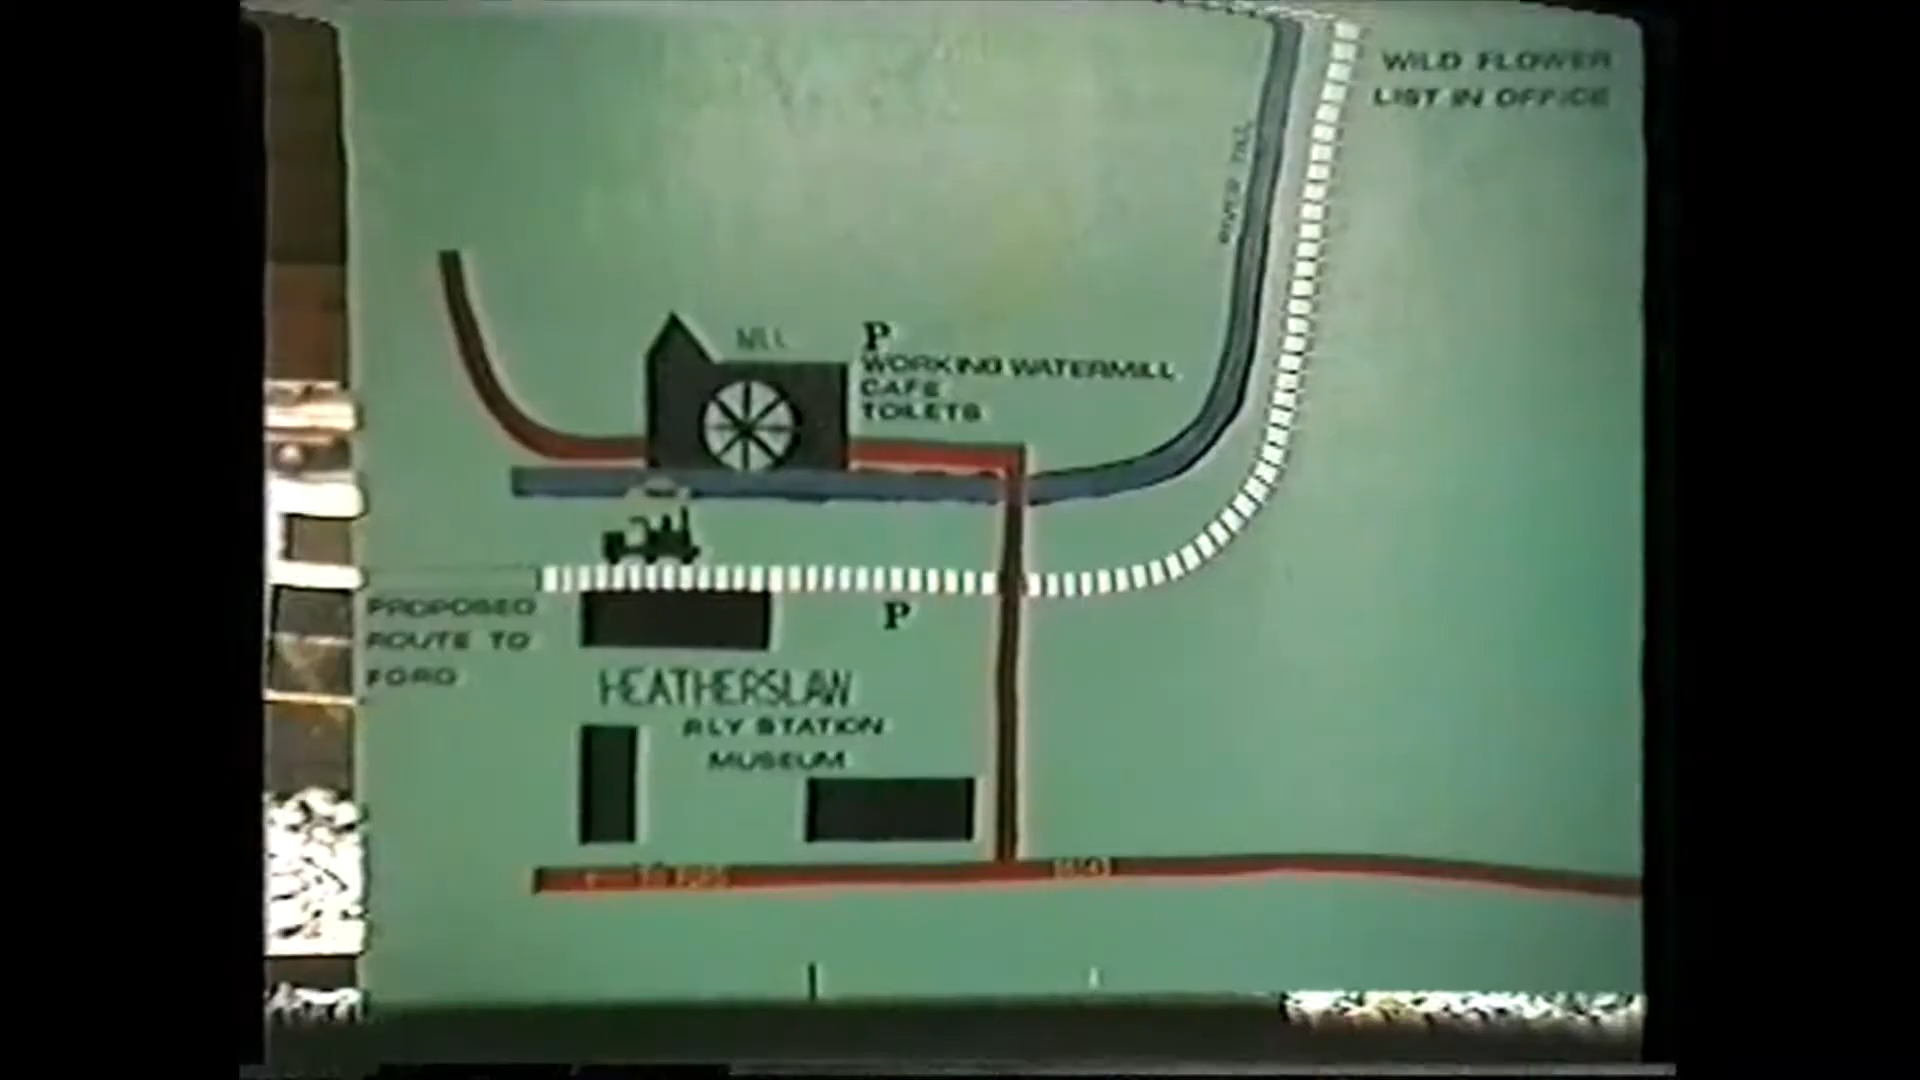 WILD FLOWER
LIST IN OFFICE
RIVER TILL
MILL
P
WORKING WATERMILL
CAFE
TOILETS
P
PROPOSED
ROUTE TO
FORD
HEATHERSLAW
RLY STATION
MUSEUM
← TO